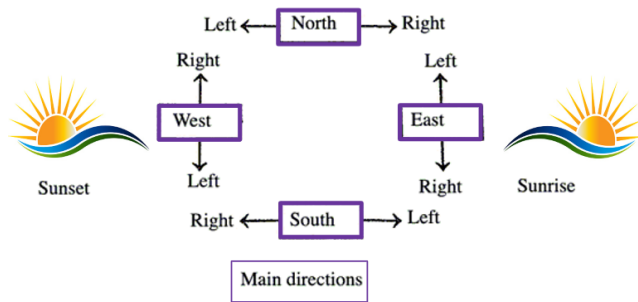 Left North Right
Right Left
West East
Sunset Left Right Sunrise
Right South Left
Main directions